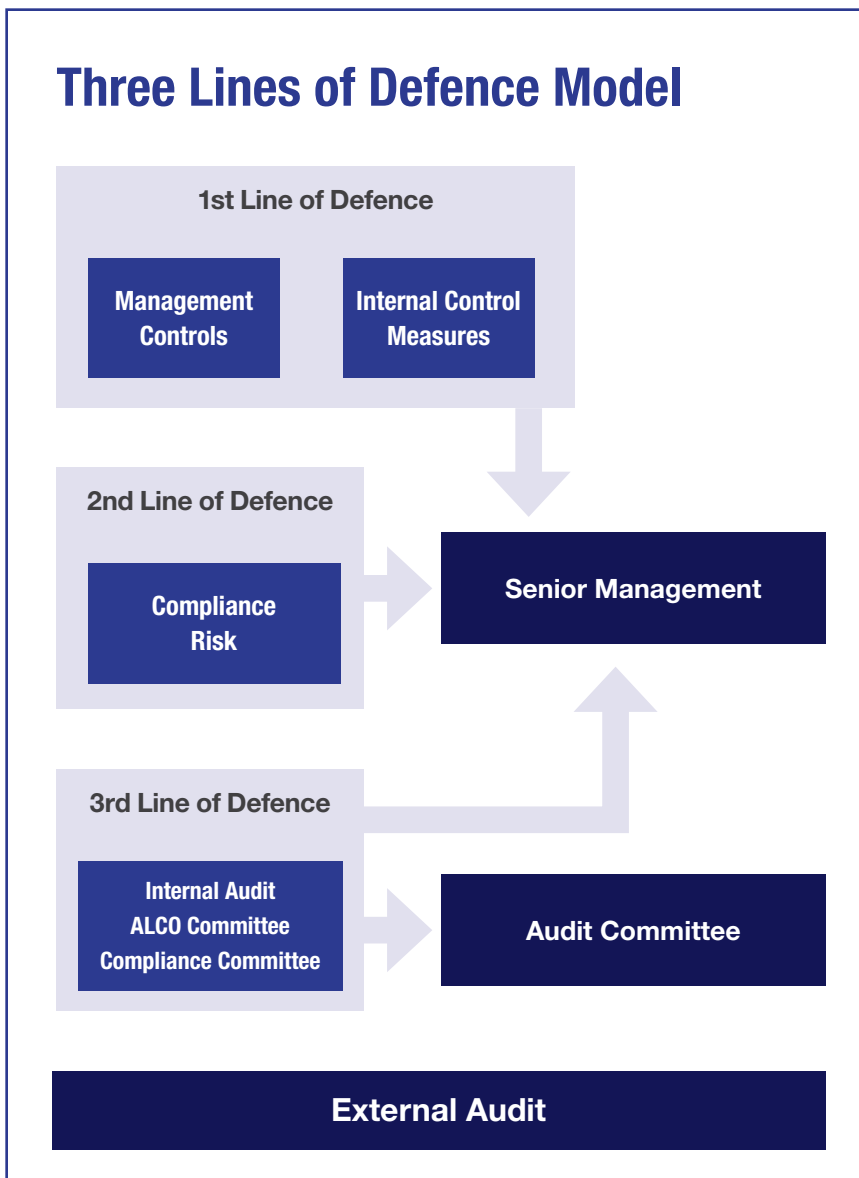 Three Lines of Defence Model
1st Line of Defence
Management
Controls
Internal Control
Measures
2nd Line of Defence
Compliance
Risk
Senior Management
3rd Line of Defence
Internal Audit
ALCO Committee
Compliance Committee
Audit Committee
External Audit